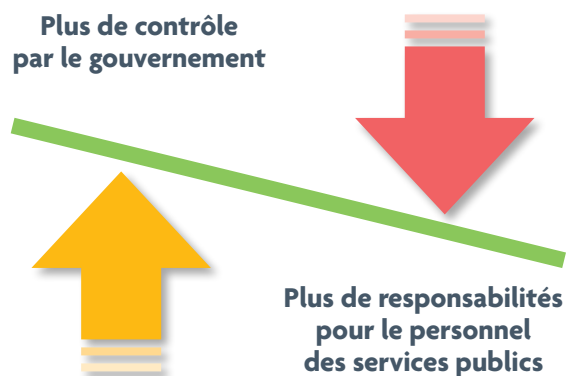 Plus de contrôle
par le gouvernement
Plus de responsabilités
pour le personnel
des services publics